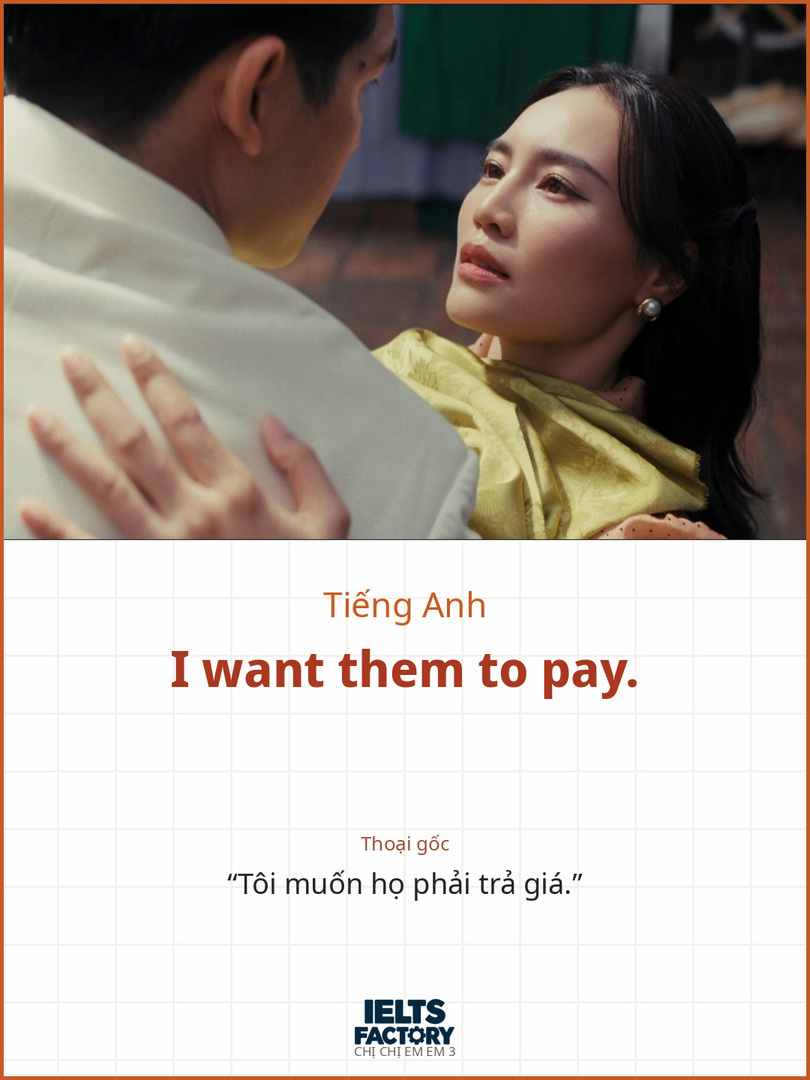 Tiếng Anh
I want them to pay.
Thoại gốc
“Tôi muốn họ phải trả giá.”
IELTS
FACTORY
CHỊ CHỊ EM EM 3